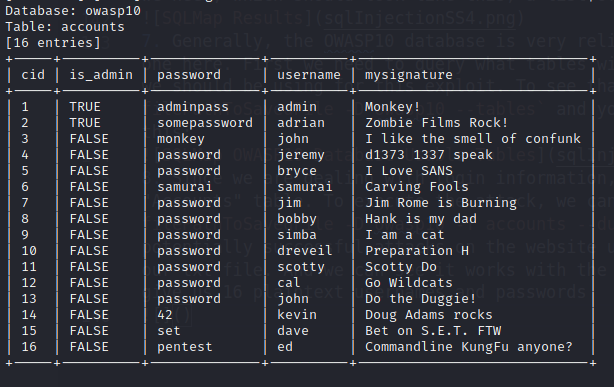 Database: owasp10
Table: accounts
[16 entries]
+-----+----------+--------------+----------+-----------------------------+
| cid | is_admin | password | username | mysignature |
+-----+----------+--------------+----------+-----------------------------+
| 1 | TRUE | adminpass | admin | Monkey! |
| 2 | TRUE | somepassword | adrian | Zombie Films Rock! |
| 3 | FALSE | monkey | john | I like the smell of confunk |
| 4 | FALSE | password | jeremy | d1373 1337 speak |
| 5 | FALSE | password | bryce | I Love SANS |
| 6 | FALSE | samurai | samurai | Carving Fools |
| 7 | FALSE | password | jim | Jim Rome is Burning |
| 8 | FALSE | password | bobby | Hank is my dad |
| 9 | FALSE | password | simba | I am a cat |
| 10 | FALSE | password | dreveil | Preparation H |
| 11 | FALSE | password | scotty | Scotty Do |
| 12 | FALSE | password | cal | Go Wildcats |
| 13 | FALSE | password | john | Do the Duggie! |
| 14 | FALSE | 42 | kevin | Doug Adams rocks |
| 15 | FALSE | set | dave | Bet on S.E.T. FTW |
| 16 | FALSE | pentest | ed | Commandline KungFu anyone? |
+-----+----------+--------------+----------+-----------------------------+